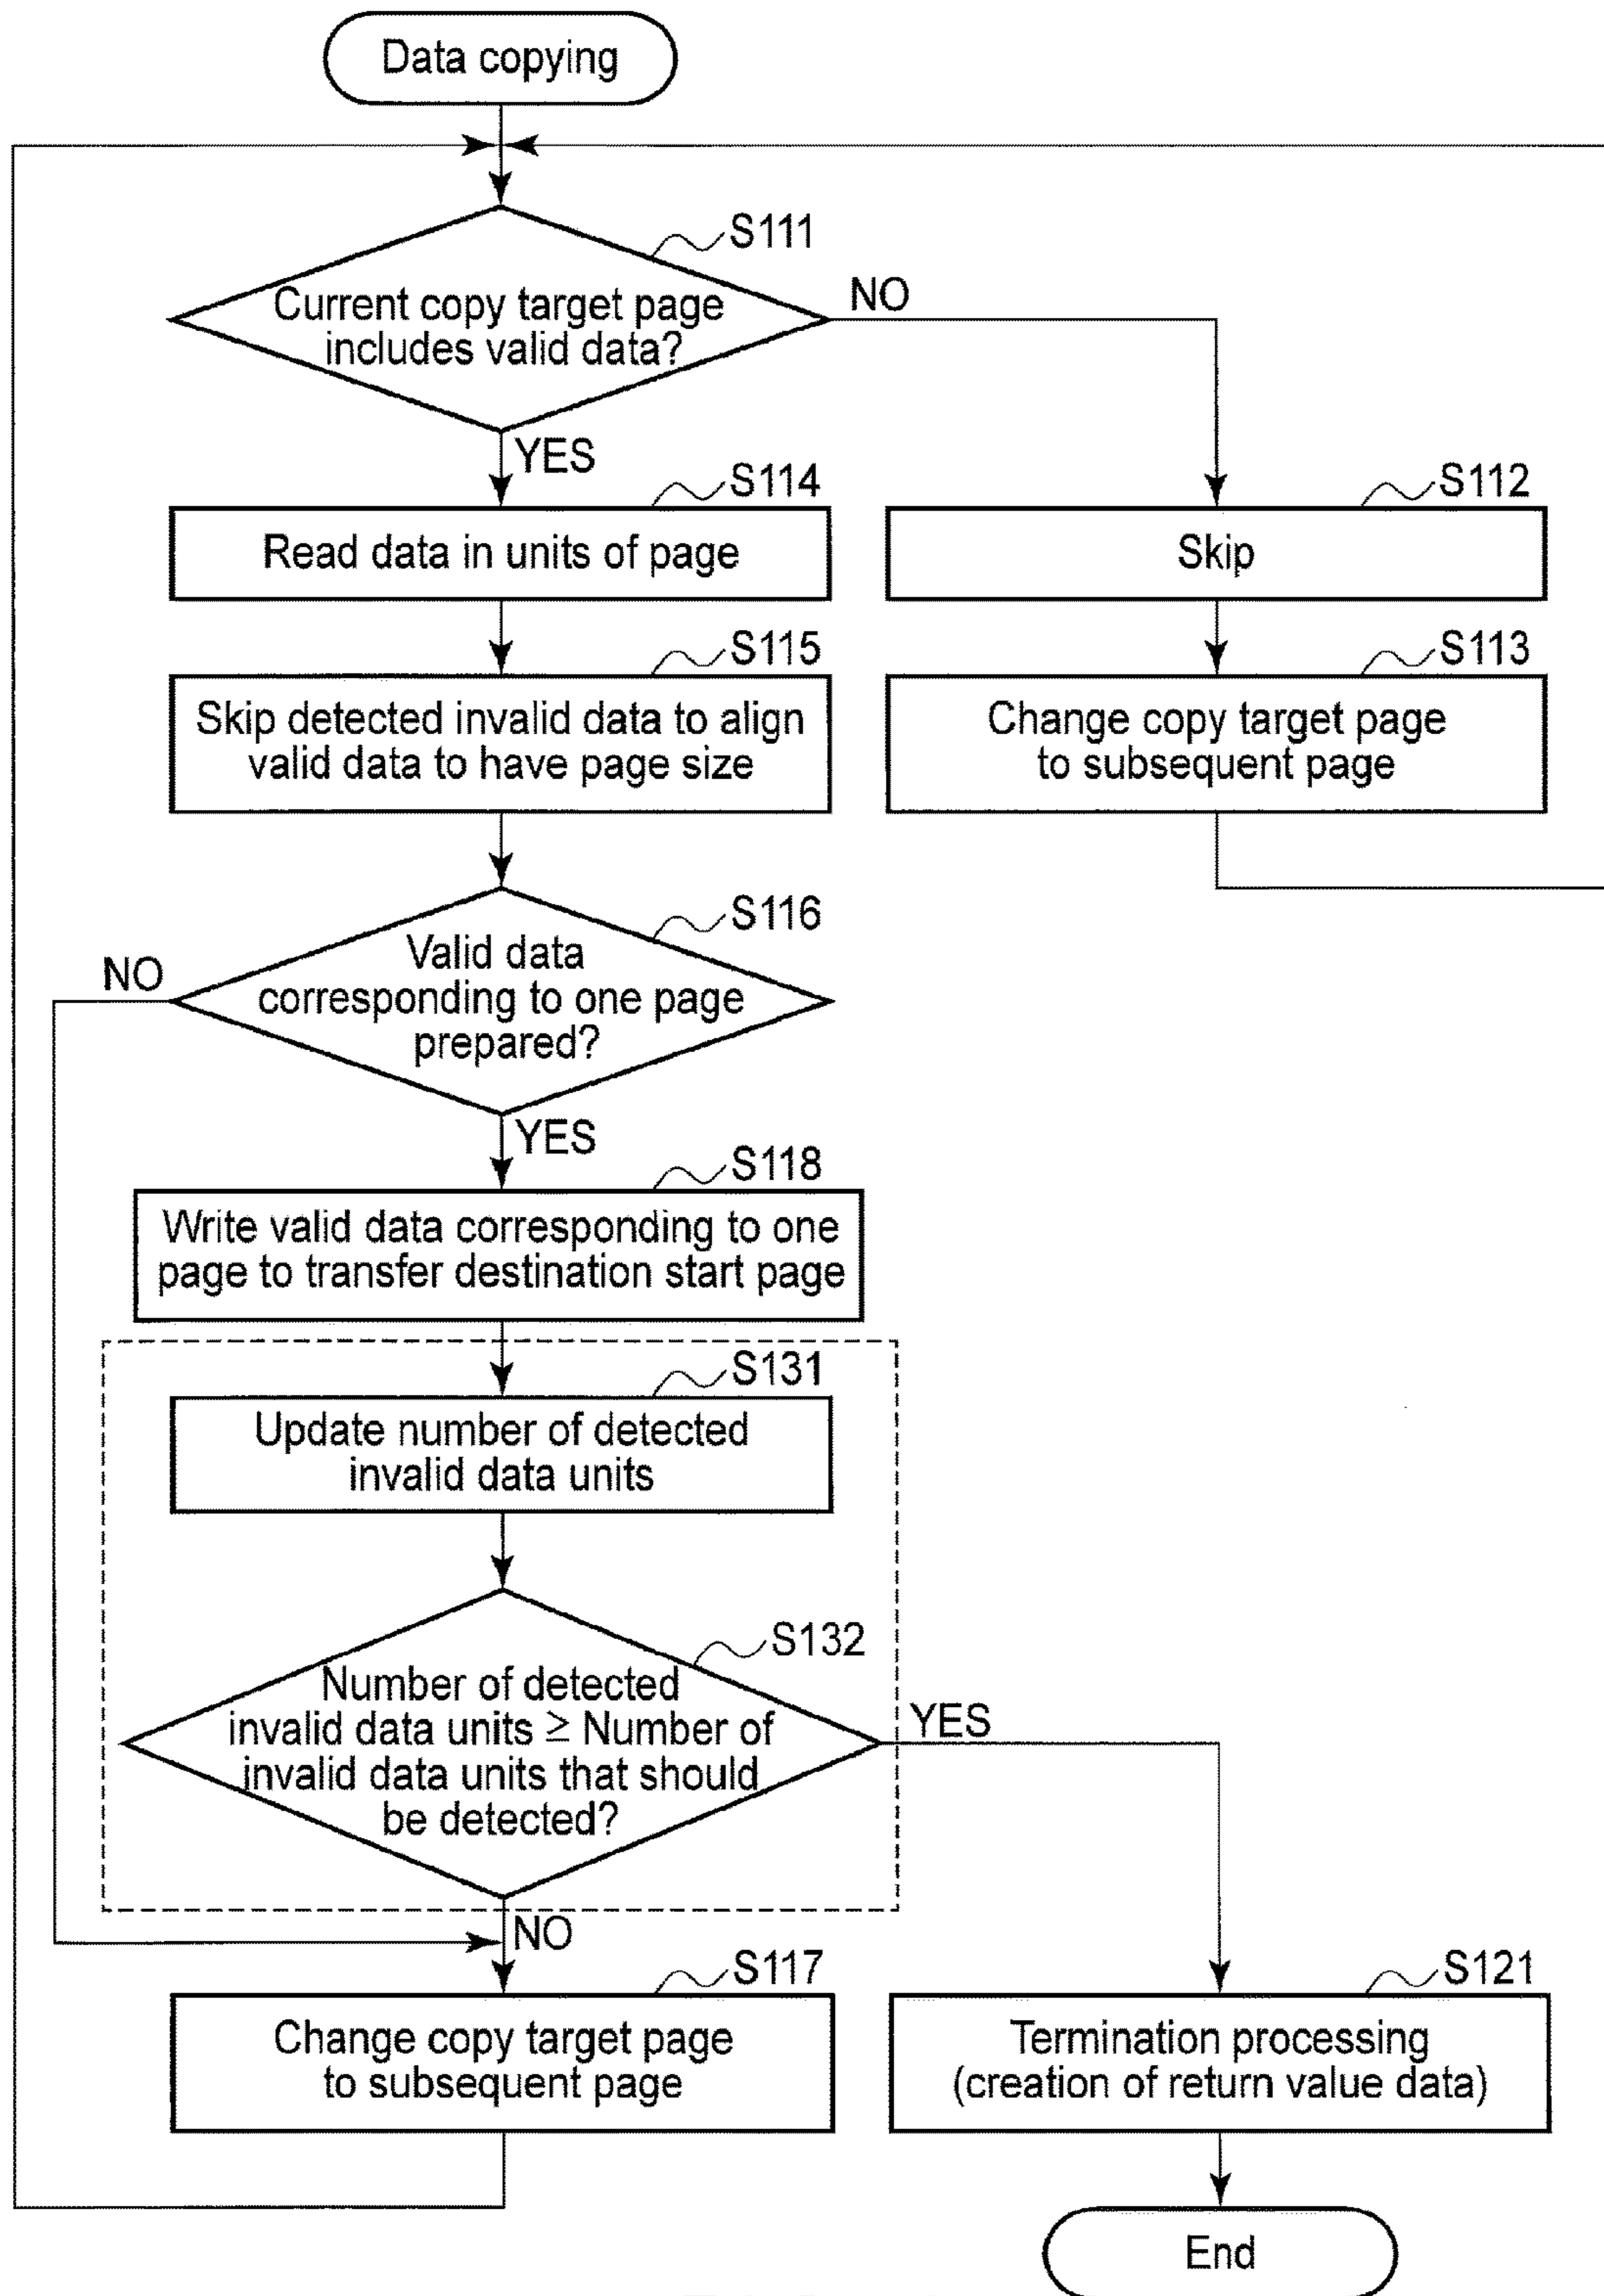 Data copying
S111
Current copy target page
includes valid data?
NO
YES
S114
Read data in units of page
S112
Skip
S115
Skip detected invalid data to align
valid data to have page size
S113
Change copy target page
to subsequent page
S116
Valid data
corresponding to one page
prepared?
NO
YES
S118
Write valid data corresponding to one
page to transfer destination start page
S131
Update number of detected
invalid data units
S132
Number of detected
invalid data units ≥ Number of
invalid data units that should
be detected?
YES
NO
S117
Change copy target page
to subsequent page
S121
Termination processing
(creation of return value data)
End